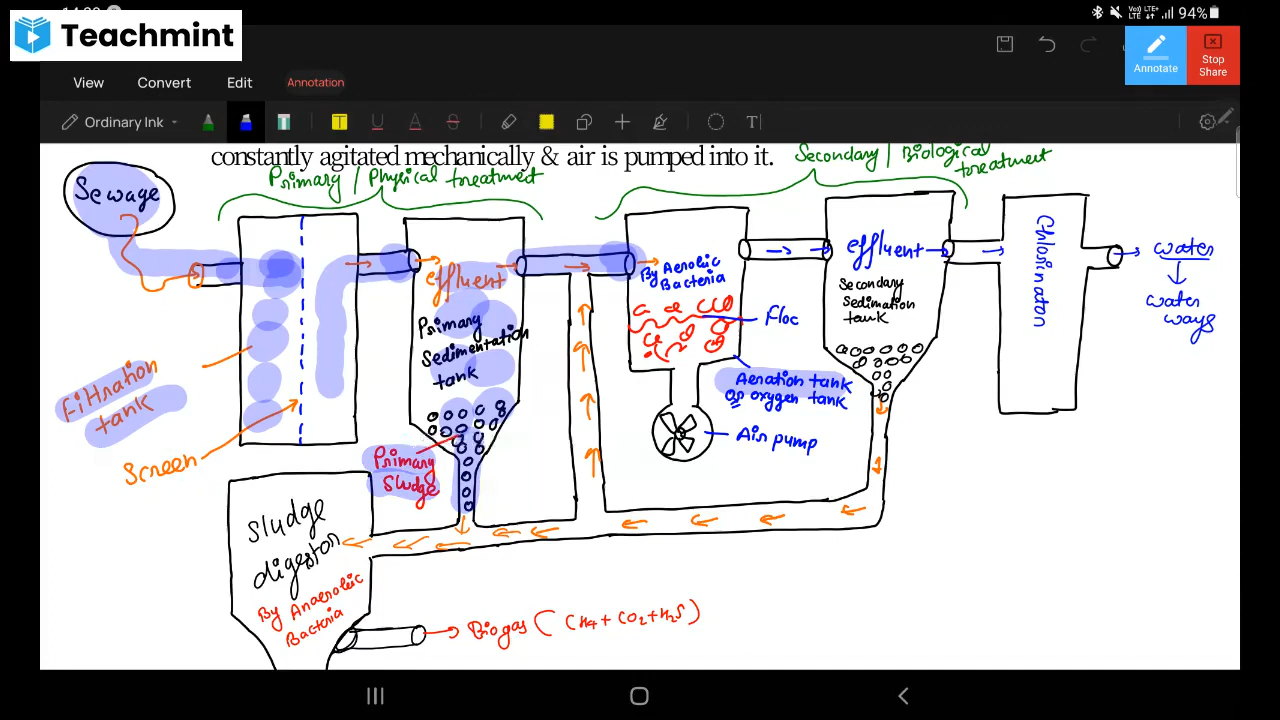 Teachmint
94%
Annotate
Stop
Share
View Convert Edit Annotation
Ordinary Ink
constantly agitated mechanically & air is pumped into it.
Sewage
Primary / Physical treatment
Secondary / Biological
treatment
effluent
Primary
Sedimentation
tank
By Aerobic
Bacteria
Floc
effluent
Secondary
Sedimation
tank
Chlosinaton
water
water
ways
Filtration
tank
Screen
Primary
Sludge
Aeration tank
OR oxygen tank
Air pump
Sludge
digestor
By Anaerobic
Bacteria
Biogas ( CH4 + CO2 + H2S )